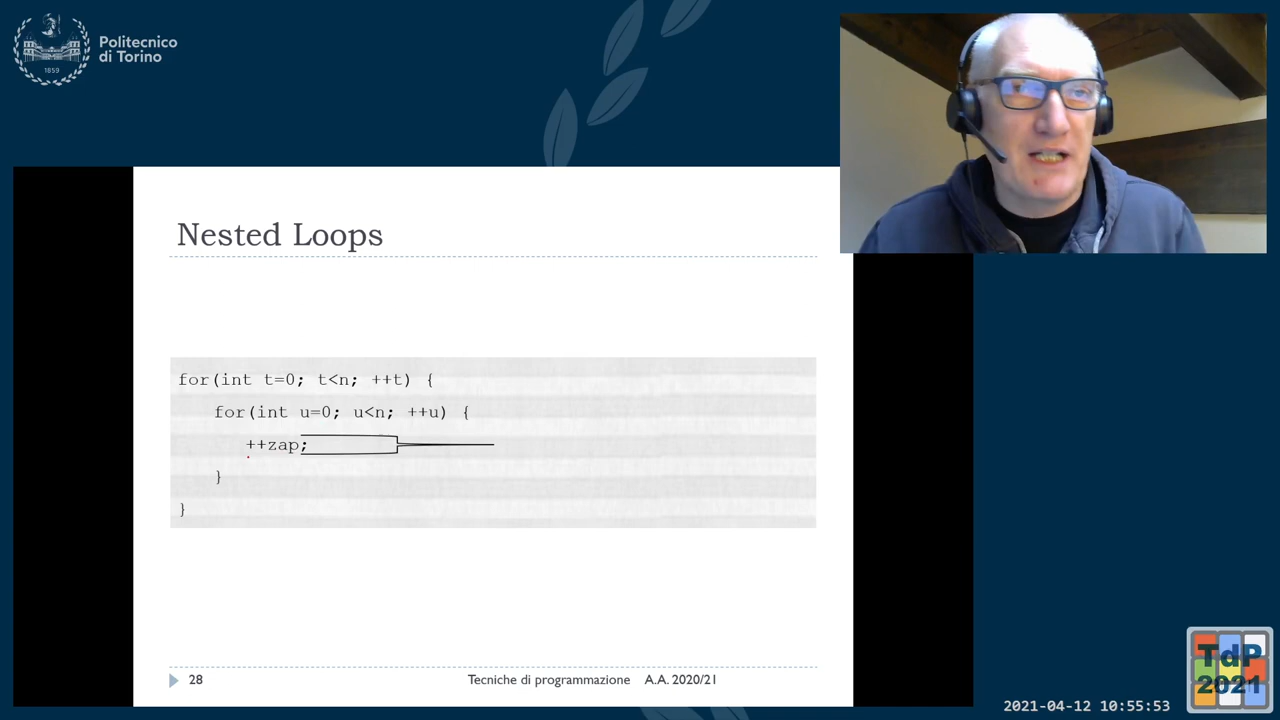 Politecnico
di Torino
1859
Nested Loops
for(int t=0; t<n; ++t) {
for(int u=0; u<n; ++u) {
++zap;
}
}
28 Tecniche di programmazione A.A. 2020/21
TdP
2021
2021-04-12 10:55:53